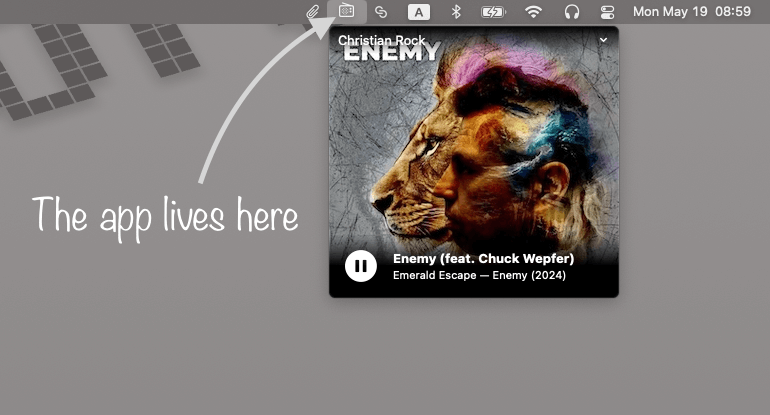 A
Mon May 19 08:59
Christian Rock
ENEMY
The app lives here
Enemy (feat. Chuck Wepfer)
Emerald Escape — Enemy (2024)